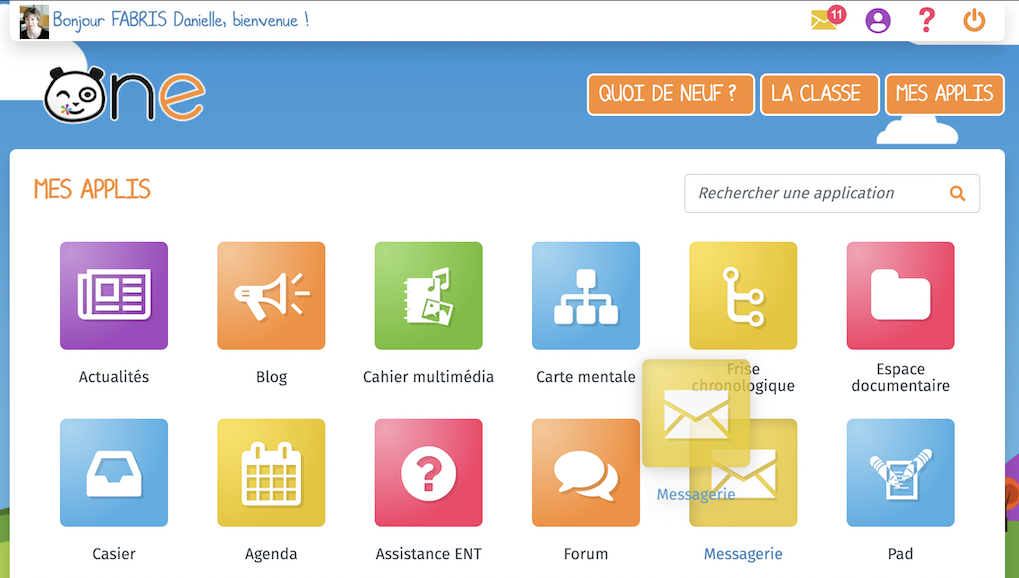 Bonjour FABRIS Danielle, bienvenue !
11
?
One
QUOI DE NEUF ?
LA CLASSE
MES APPLIS
MES APPLIS
Rechercher une application
Actualités
Blog
Cahier multimédia
Carte mentale
Frise
chronologique
Espace
documentaire
Messagerie
?
Casier
Agenda
Assistance ENT
Forum
Messagerie
Pad